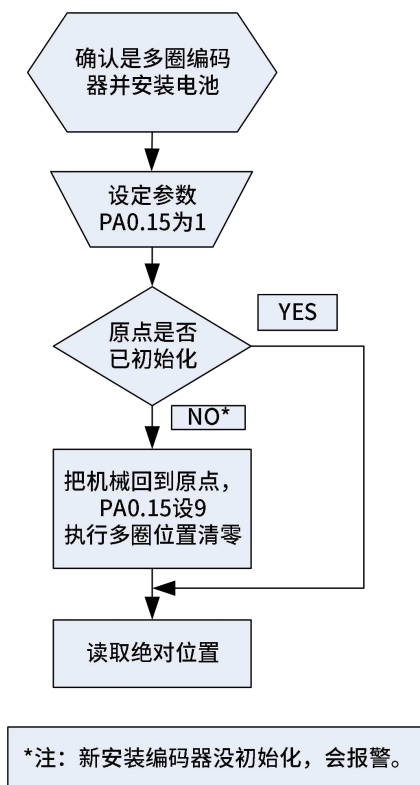 确认是多圈编码
器并安装电池
设定参数
PA0.15为1
原点是否
已初始化
YES
NO*
把机械回到原点，
PA0.15设9
执行多圈位置清零
读取绝对位置
*注：新安装编码器没初始化，会报警。